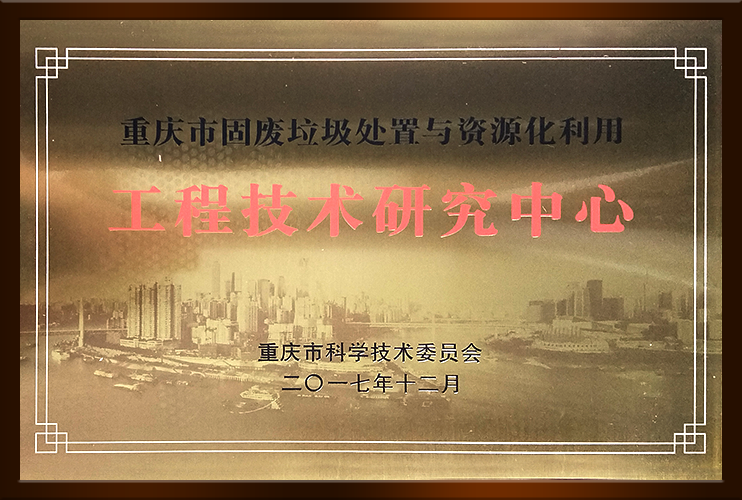 重庆市固废垃圾处置与资源化利用
工程技术研究中心
重庆市科学技术委员会
二〇一七年十二月